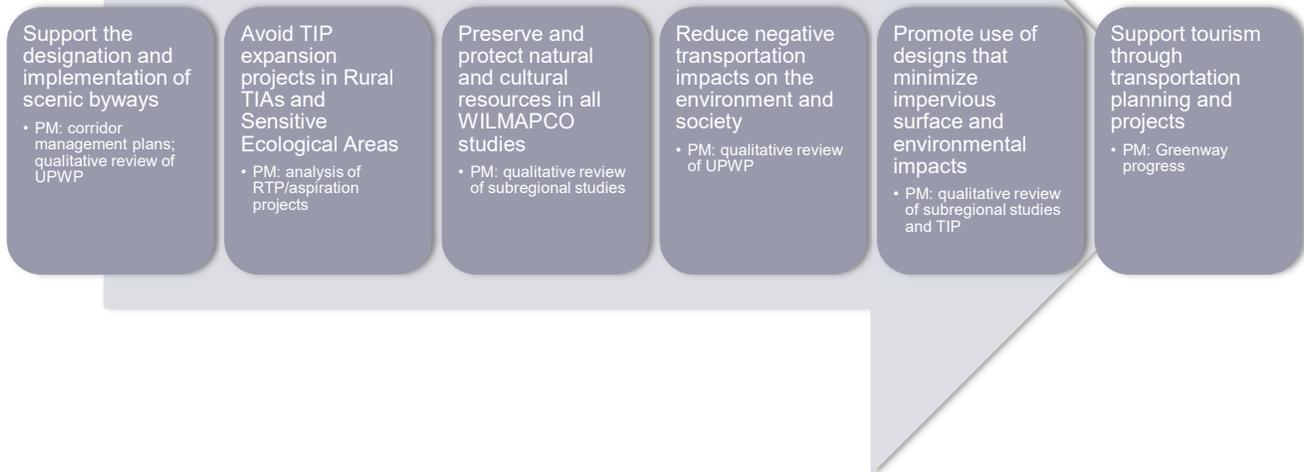 Support the
designation and
implementation of
scenic byways
• PM: corridor
management plans;
qualitative review of
UPWP
Avoid TIP
expansion
projects in Rural
TIAs and
Sensitive
Ecological Areas
• PM: analysis of
RTP/aspiration
projects
Preserve and
protect natural
and cultural
resources in all
WILMAPCO
studies
• PM: qualitative review
of subregional studies
Reduce negative
transportation
impacts on the
environment and
society
• PM: qualitative review
of UPWP
Promote use of
designs that
minimize
impervious
surface and
environmental
impacts
• PM: qualitative review
of subregional studies
and TIP
Support tourism
through
transportation
planning and
projects
• PM: Greenway
progress